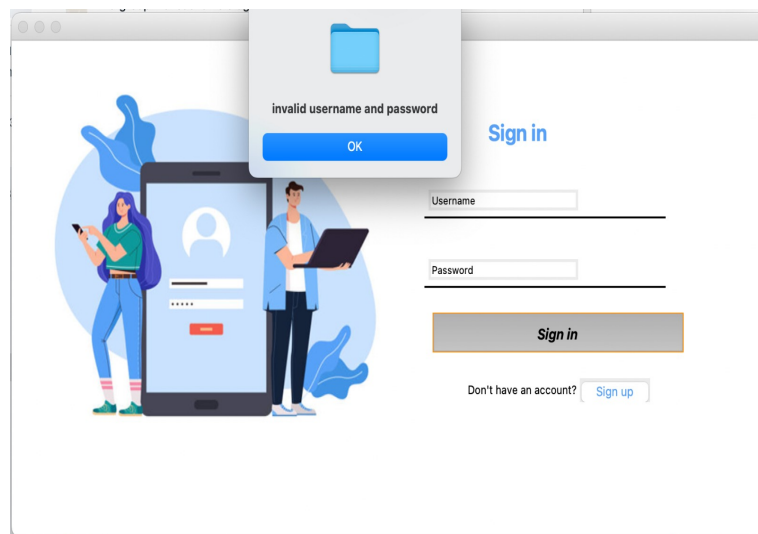 invalid username and password
OK
Sign in
Username
Password
Sign in
Don't have an account? Sign up